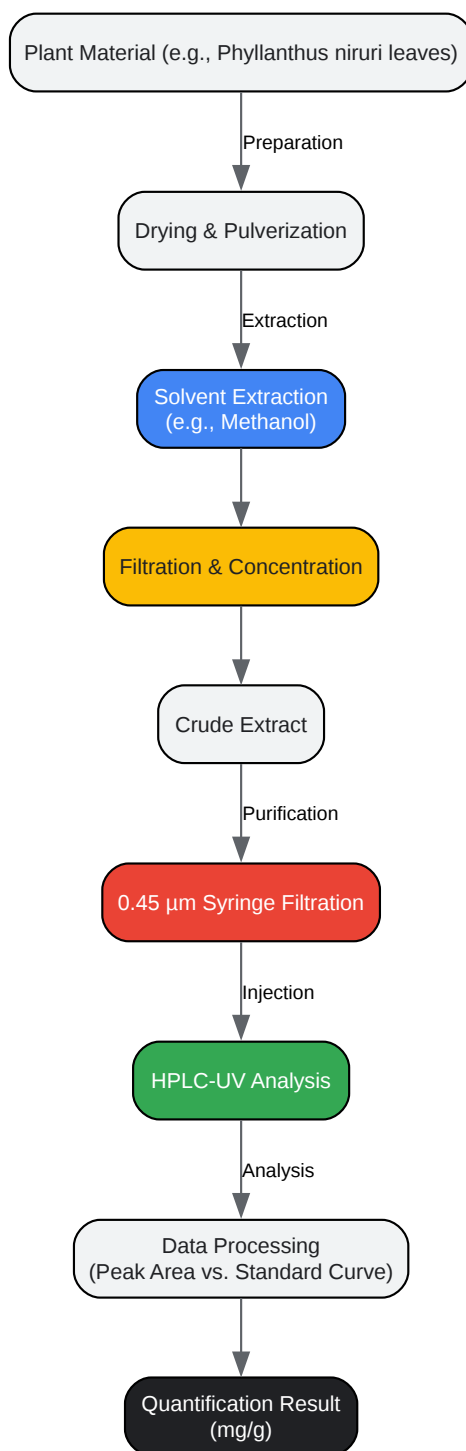 Plant Material (e.g., Phyllanthus niruri leaves)
Preparation
Drying & Pulverization
Extraction
Solvent Extraction
(e.g., Methanol)
Filtration & Concentration
Crude Extract
Purification
0.45 µm Syringe Filtration
Injection
HPLC-UV Analysis
Analysis
Data Processing
(Peak Area vs. Standard Curve)
Quantification Result
(mg/g)